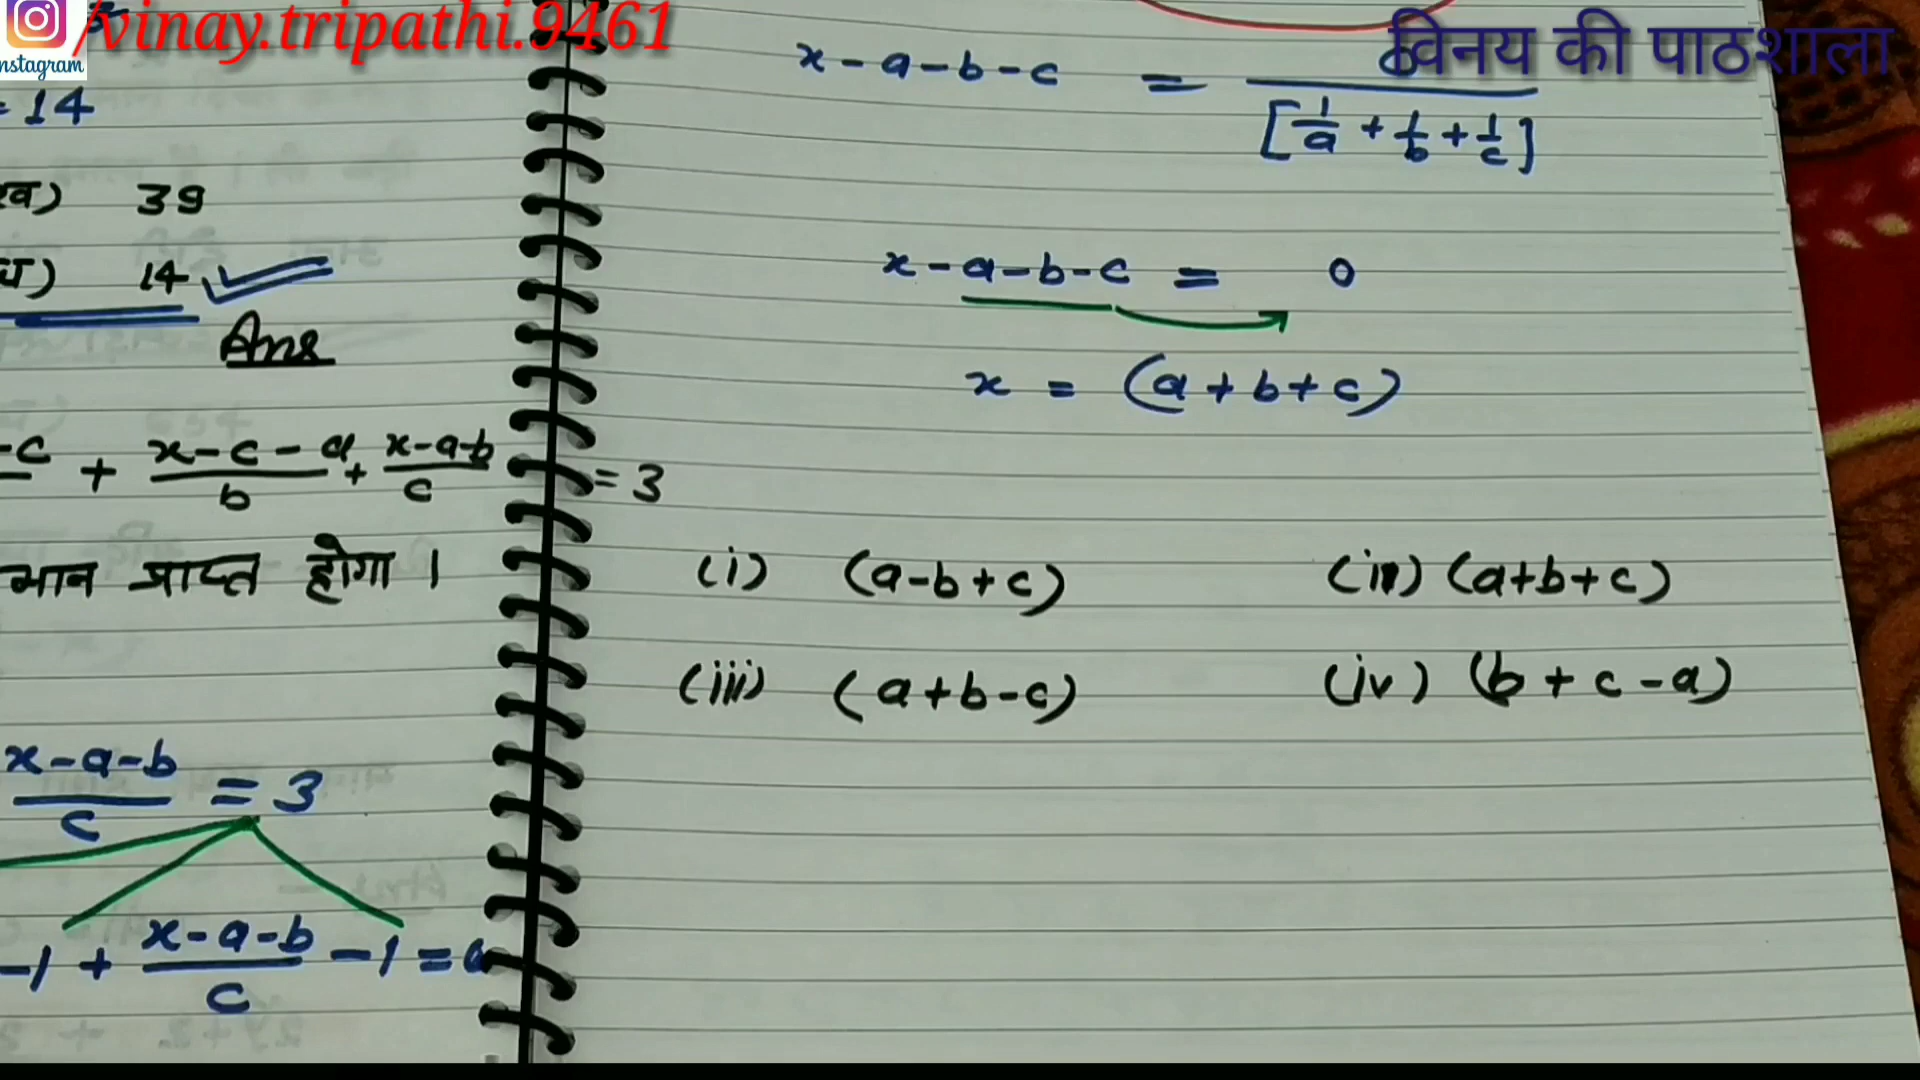 /vinay.tripathi.9461
Instagram
विनय की पाठशाला
= 14
ख) 39
घ) 14
Ans
-c + x-c-a/b + x-a-b/c = 3
मान प्राप्त होगा ।
x-a-b/c = 3
-1 + x-a-b/c -1 = 0
x-a-b-c = 0/[1/a + 1/b + 1/c]
x-a-b-c = 0
x = (a+b+c)
(i) (a-b+c) (ii) (a+b+c)
(iii) (a+b-c) (iv) (b+c-a)